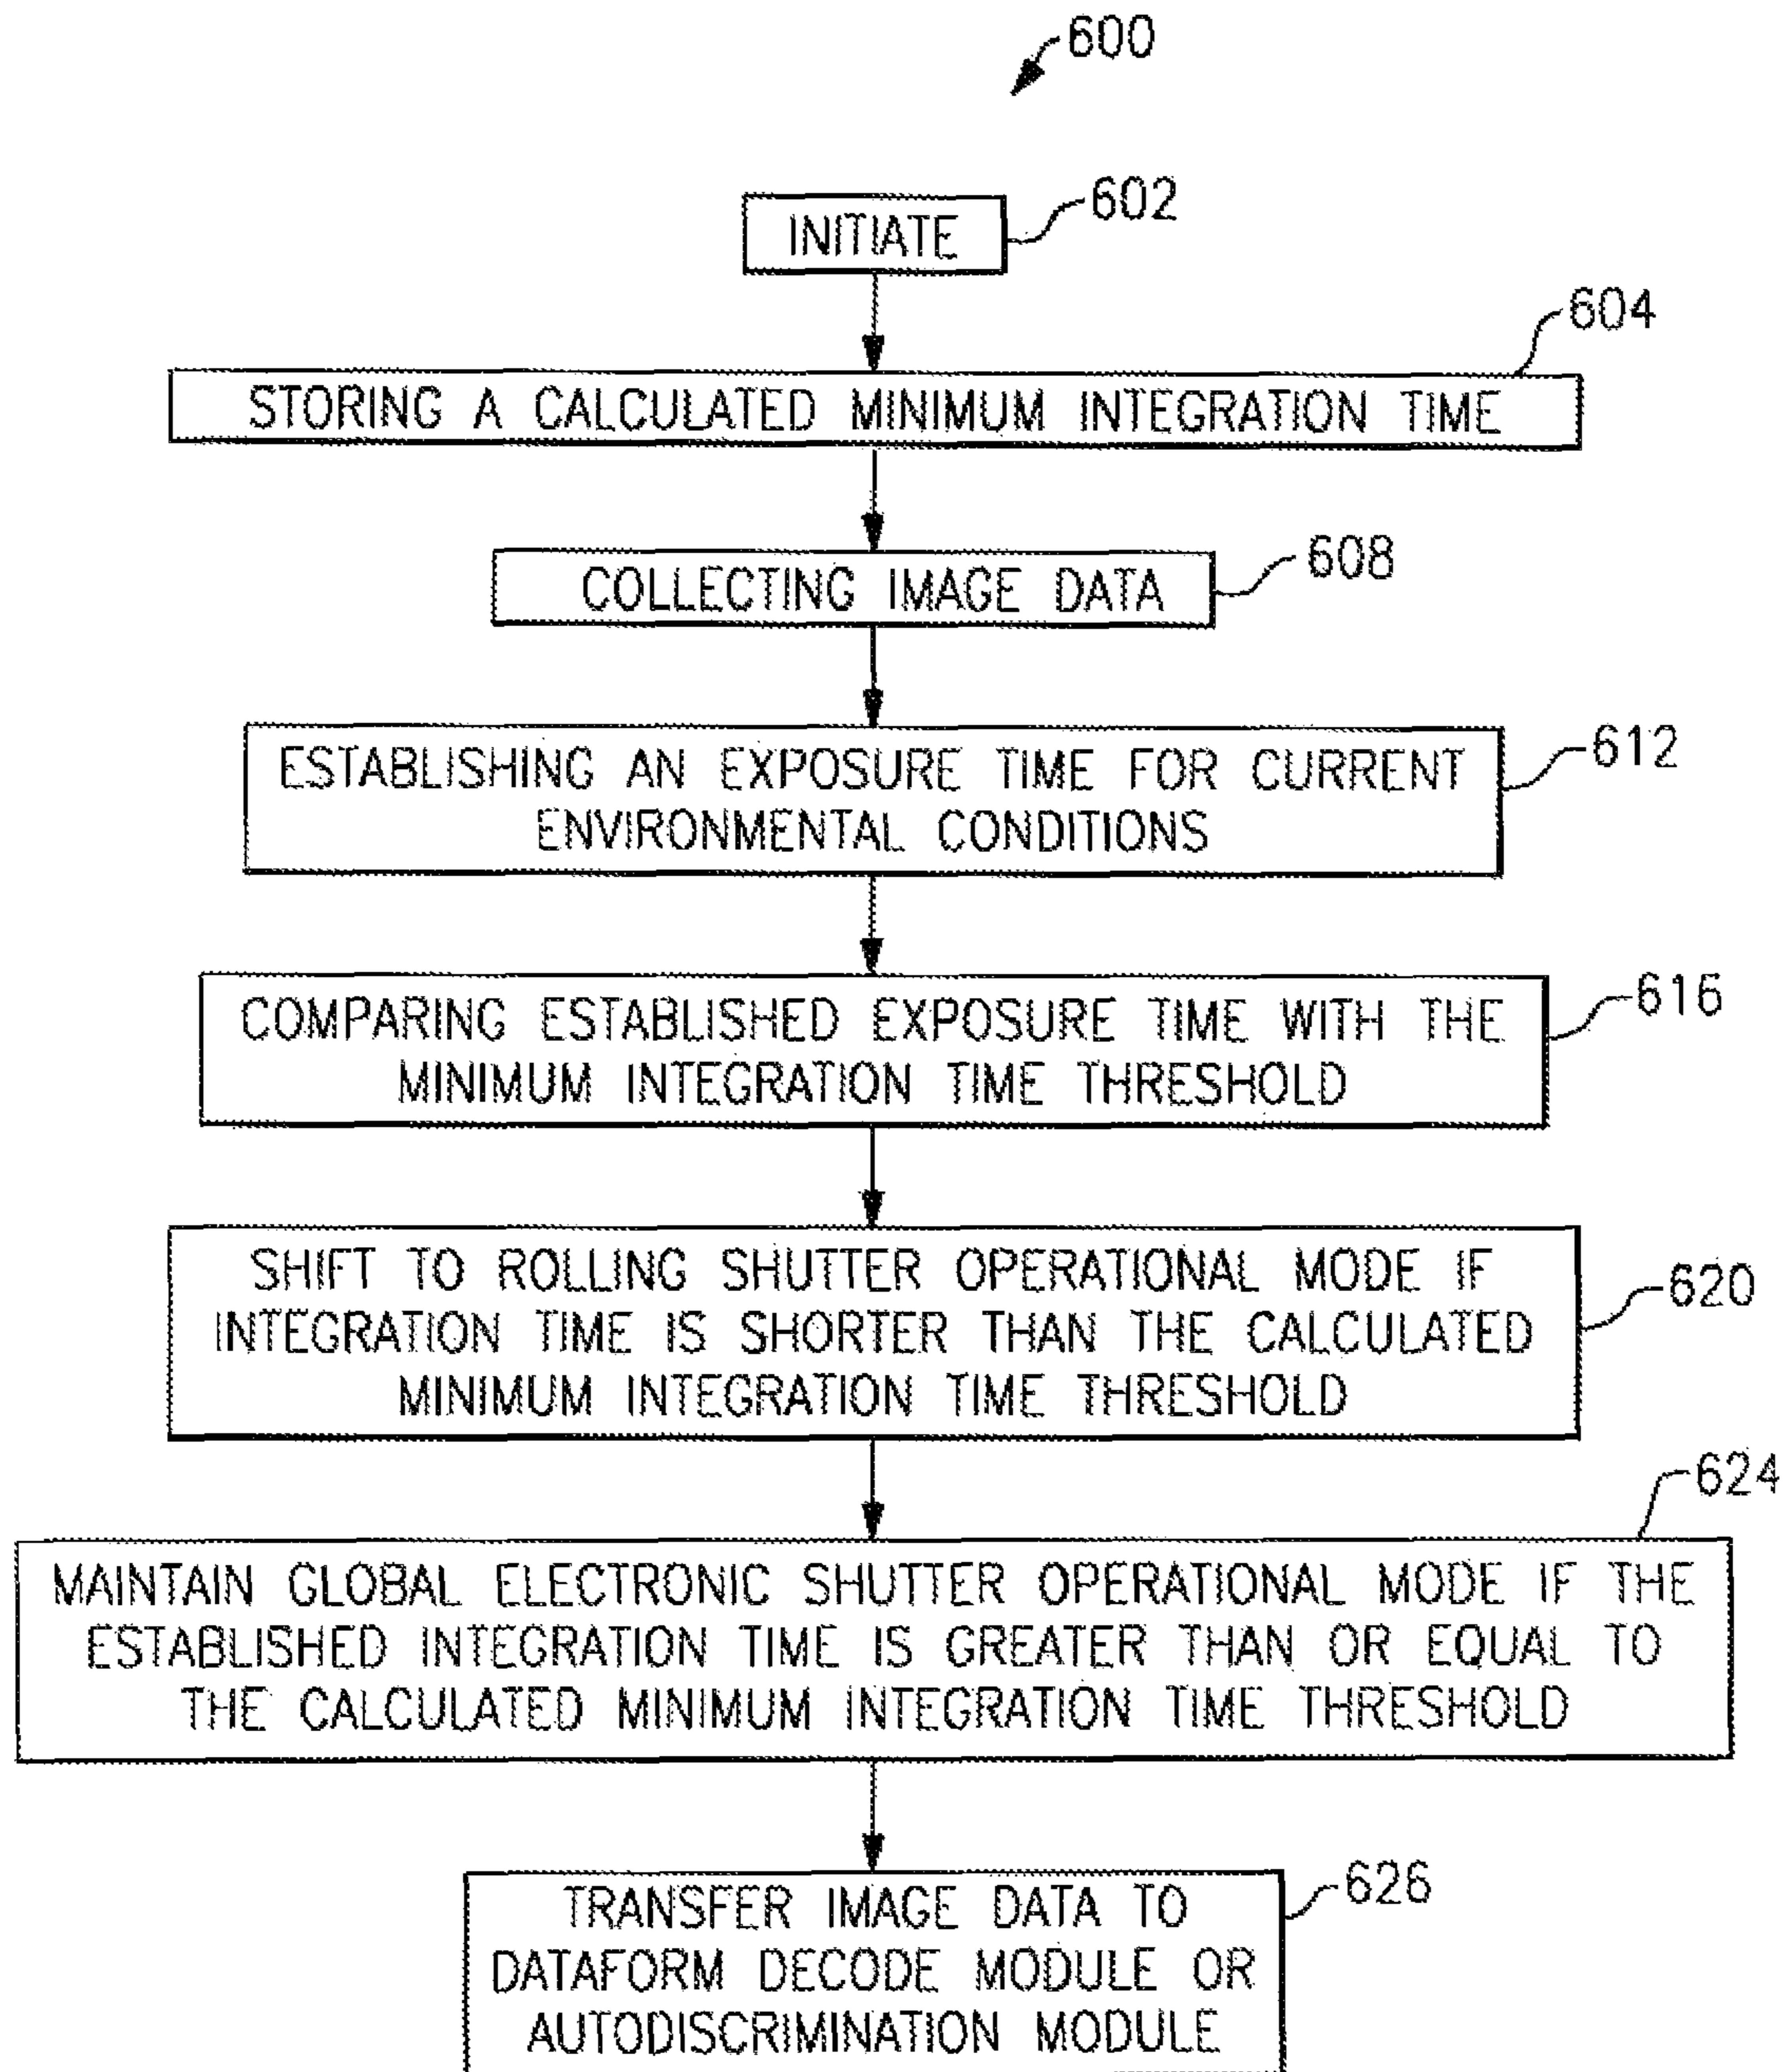 600
INITIATE
602
604
STORING A CALCULATED MINIMUM INTEGRATION TIME
COLLECTING IMAGE DATA
608
ESTABLISHING AN EXPOSURE TIME FOR CURRENT
ENVIRONMENTAL CONDITIONS
612
COMPARING ESTABLISHED EXPOSURE TIME WITH THE
MINIMUM INTEGRATION TIME THRESHOLD
616
SHIFT TO ROLLING SHUTTER OPERATIONAL MODE IF
INTEGRATION TIME IS SHORTER THAN THE CALCULATED
MINIMUM INTEGRATION TIME THRESHOLD
620
624
MAINTAIN GLOBAL ELECTRONIC SHUTTER OPERATIONAL MODE IF THE
ESTABLISHED INTEGRATION TIME IS GREATER THAN OR EQUAL TO
THE CALCULATED MINIMUM INTEGRATION TIME THRESHOLD
TRANSFER IMAGE DATA TO
DATAFORM DECODE MODULE OR
AUTODISCRIMINATION MODULE
626